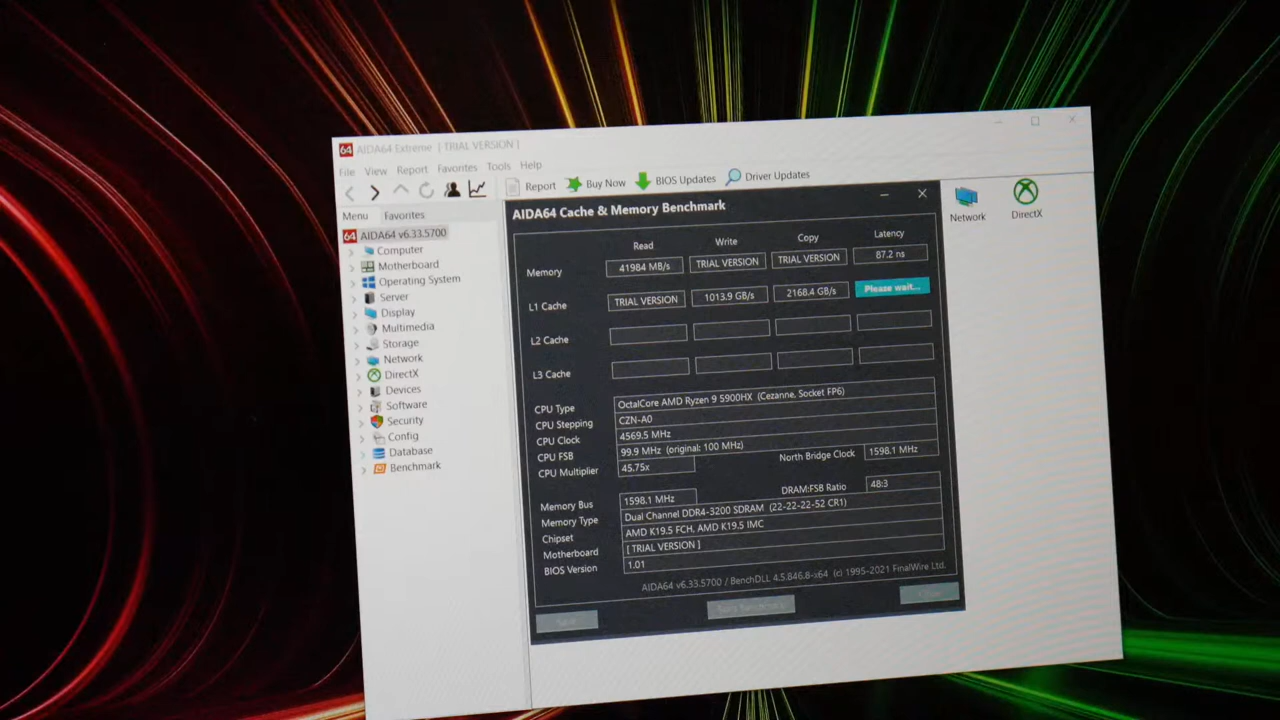 AIDA64 Extreme [ TRIAL VERSION ]
File View Report Favorites Tools Help
Report Buy Now BIOS Updates Driver Updates
Menu Favorites
64 AIDA64 v6.33.5700
Computer
Motherboard
Operating System
Server
Display
Multimedia
Storage
Network
DirectX
Devices
Software
Security
Config
Database
Benchmark
Network DirectX
AIDA64 Cache & Memory Benchmark
Read Write Copy Latency
Memory 41984 MB/s TRIAL VERSION TRIAL VERSION 87.2 ns
L1 Cache TRIAL VERSION 1013.9 GB/s 2168.4 GB/s Please wait...
L2 Cache
L3 Cache
CPU Type OctalCore AMD Ryzen 9 5900HX (Cezanne, Socket FP6)
CPU Stepping CZN-A0
CPU Clock 4569.5 MHz
CPU FSB 99.9 MHz (original: 100 MHz)
CPU Multiplier 45.75x North Bridge Clock 1598.1 MHz
Memory Bus 1598.1 MHz DRAM:FSB Ratio 48:3
Memory Type Dual Channel DDR4-3200 SDRAM (22-22-22-52 CR1)
Chipset AMD K19.5 FCH, AMD K19.5 IMC
Motherboard [ TRIAL VERSION ]
BIOS Version 1.01
AIDA64 v6.33.5700 / BenchDLL 4.5.846.8-x64 (c) 1995-2021 FinalWire Ltd.
Save Start Benchmark Close